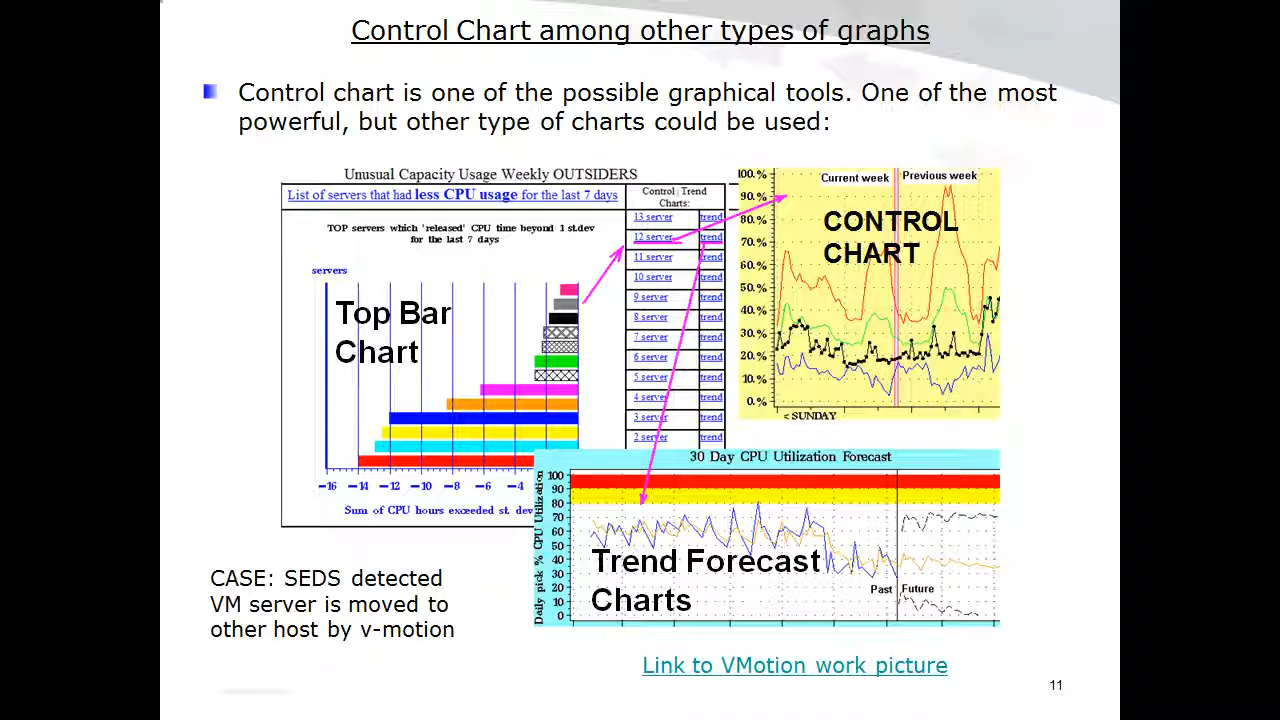 Control Chart among other types of graphs
Control chart is one of the possible graphical tools. One of the most
powerful, but other type of charts could be used:
Unusual Capacity Usage Weekly OUTSIDERS
List of servers that had less CPU usage for the last 7 days
Control | Trend
Charts:
TOP servers which 'released' CPU time beyond 1 st.dev
for the last 7 days
servers
Top Bar
Chart
-16 -14 -12 -10 -8 -6 -4
Sum of CPU hours exceeded st. dev
13 server trend
12 server trend
11 server trend
10 server trend
9 server trend
8 server trend
7 server trend
6 server trend
5 server trend
4 server trend
3 server trend
2 server trend
Current week Previous week
CONTROL
CHART
100.%
90.%
80.%
70.%
60.%
50.%
40.%
30.%
20.%
10.%
0.%
< SUNDAY
30 Day CPU Utilization Forecast
Daily pick % CPU Utilization
100
90
80
70
60
50
40
30
20
10
0
Trend Forecast
Charts
Past Future
CASE: SEDS detected
VM server is moved to
other host by v-motion
Link to VMotion work picture
11